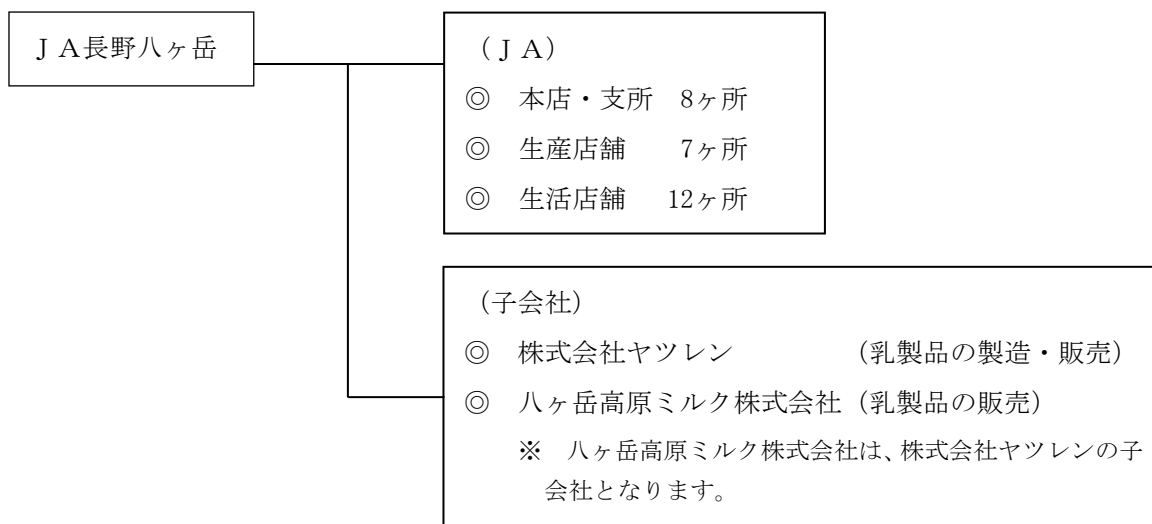 ＪＡ長野八ヶ岳
（ＪＡ）
◎　本店・支所　8ヶ所
◎　生産店舗　　7ヶ所
◎　生活店舗　 12ヶ所
（子会社）
◎　株式会社ヤツレン　　　　（乳製品の製造・販売）
◎　八ヶ岳高原ミルク株式会社（乳製品の販売）
※　八ヶ岳高原ミルク株式会社は、株式会社ヤツレンの子
会社となります。